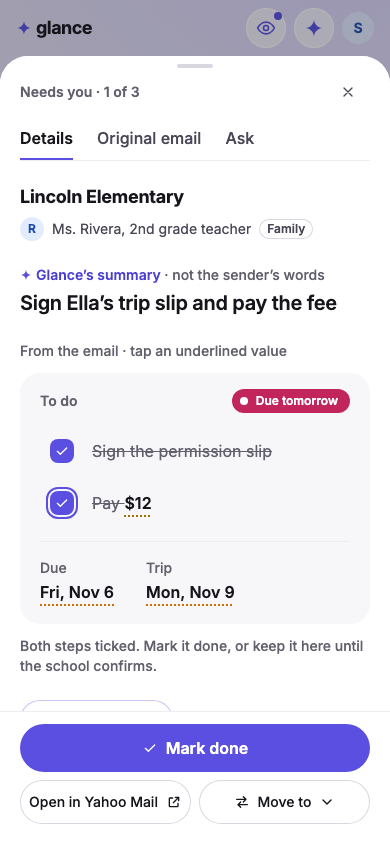 glance
S
Needs you · 1 of 3
Details Original email Ask
Lincoln Elementary
R Ms. Rivera, 2nd grade teacher Family
Glance’s summary · not the sender’s words
Sign Ella’s trip slip and pay the fee
From the email · tap an underlined value
To do Due tomorrow
Sign the permission slip
Pay $12
Due Trip
Fri, Nov 6 Mon, Nov 9
Both steps ticked. Mark it done, or keep it here until
the school confirms.
Mark done
Open in Yahoo Mail Move to